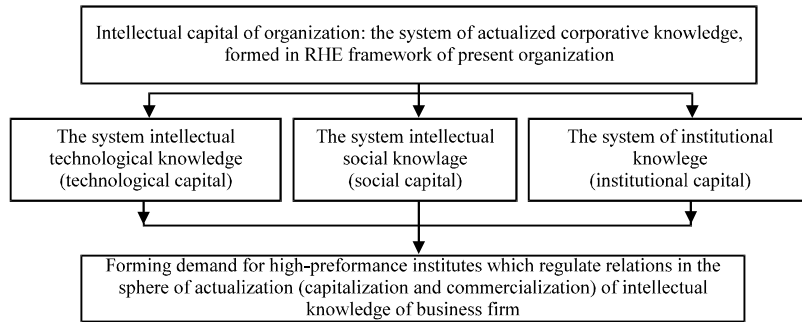 Intellectual capital of organization: the system of actualized corporative knowledge,
formed in RHE framework of present organization
The system intellectual
technological knowledge
(technological capital)
The system intellectual
social knowlage
(social capital)
The system of institutional
knowlege
(institutional capital)
Forming demand for high-preformance institutes which regulate relations in the
sphere of actualization (capitalization and commercialization) of intellectual
knowledge of business firm